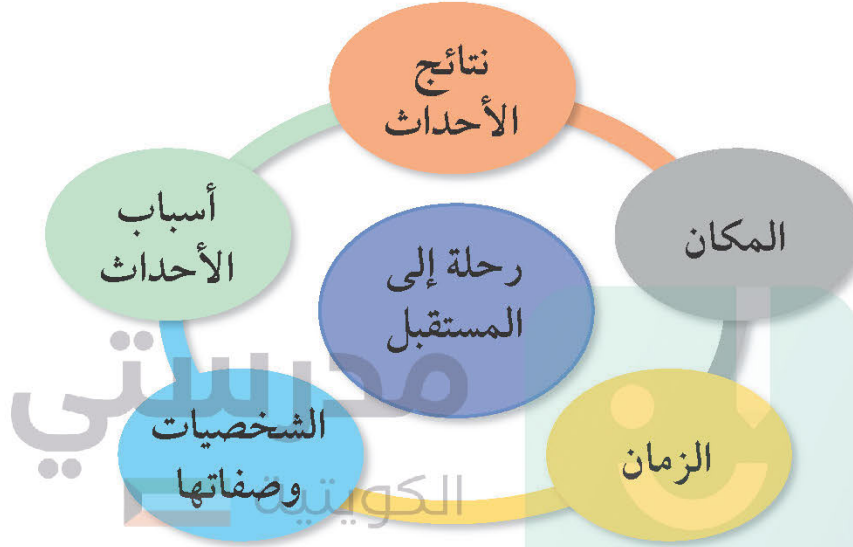 نتائج
الأحداث
المكان
أسباب
الأحداث
رحلة إلى
المستقبل
الزمان
الشخصيات
وصفاتها
مدرستي
الكويتية